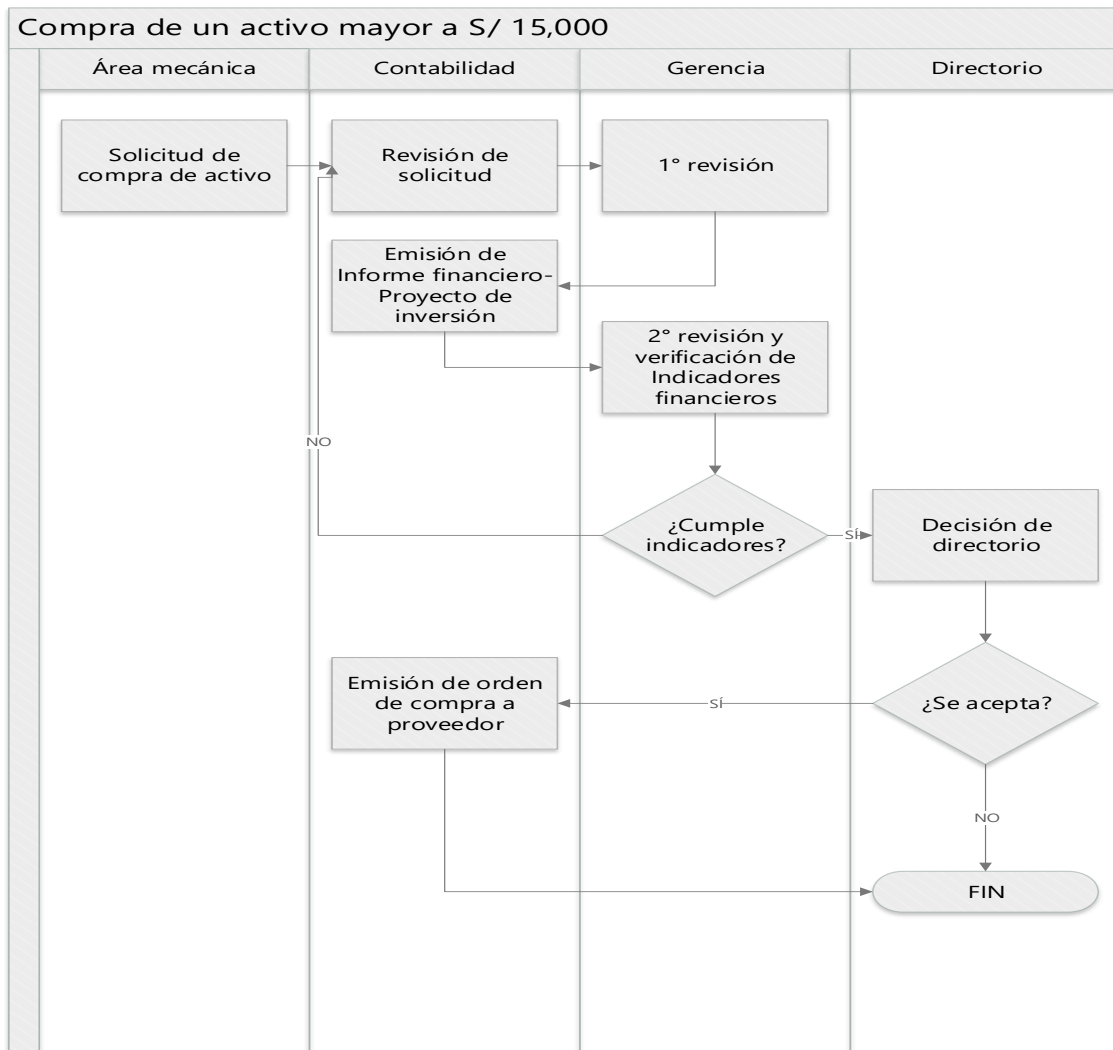 Compra de un activo mayor a S/ 15,000
Área mecánica
Contabilidad
Gerencia
Directorio
Solicitud de
compra de activo
Revisión de
solicitud
1° revisión
Emisión de
Informe financiero-
Proyecto de
inversión
2° revisión y
verificación de
Indicadores
financieros
NO
¿Cumple
indicadores?
SÍ
Decisión de
directorio
Emisión de orden
de compra a
proveedor
SÍ
¿Se acepta?
NO
FIN